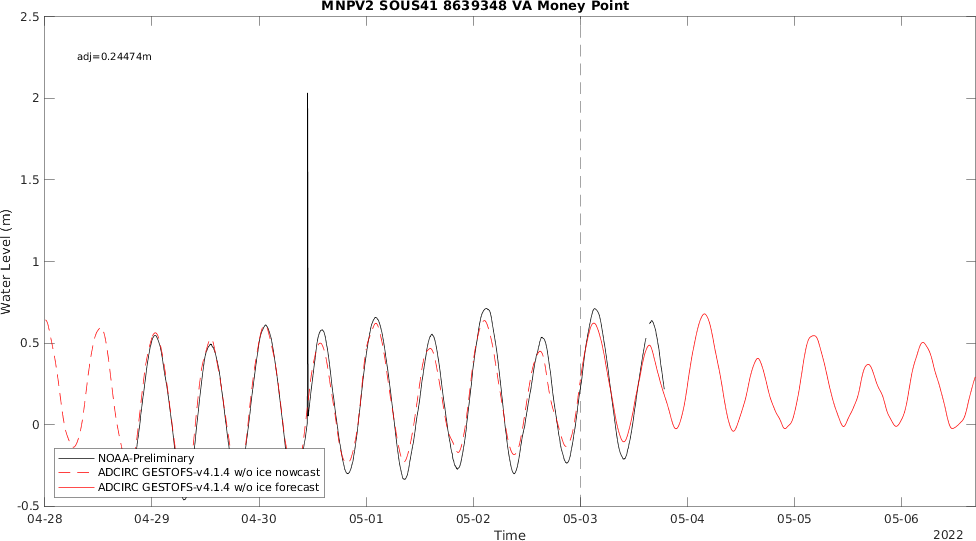 MNPV2 SOUS41 8639348 VA Money Point
adj=0.24474m
Water Level (m)
2.5
2
1.5
1
0.5
0
-0.5
NOAA-Preliminary
ADCIRC GESTOFS-v4.1.4 w/o ice nowcast
ADCIRC GESTOFS-v4.1.4 w/o ice forecast
04-28 04-29 04-30 05-01 05-02 05-03 05-04 05-05 05-06
Time
2022